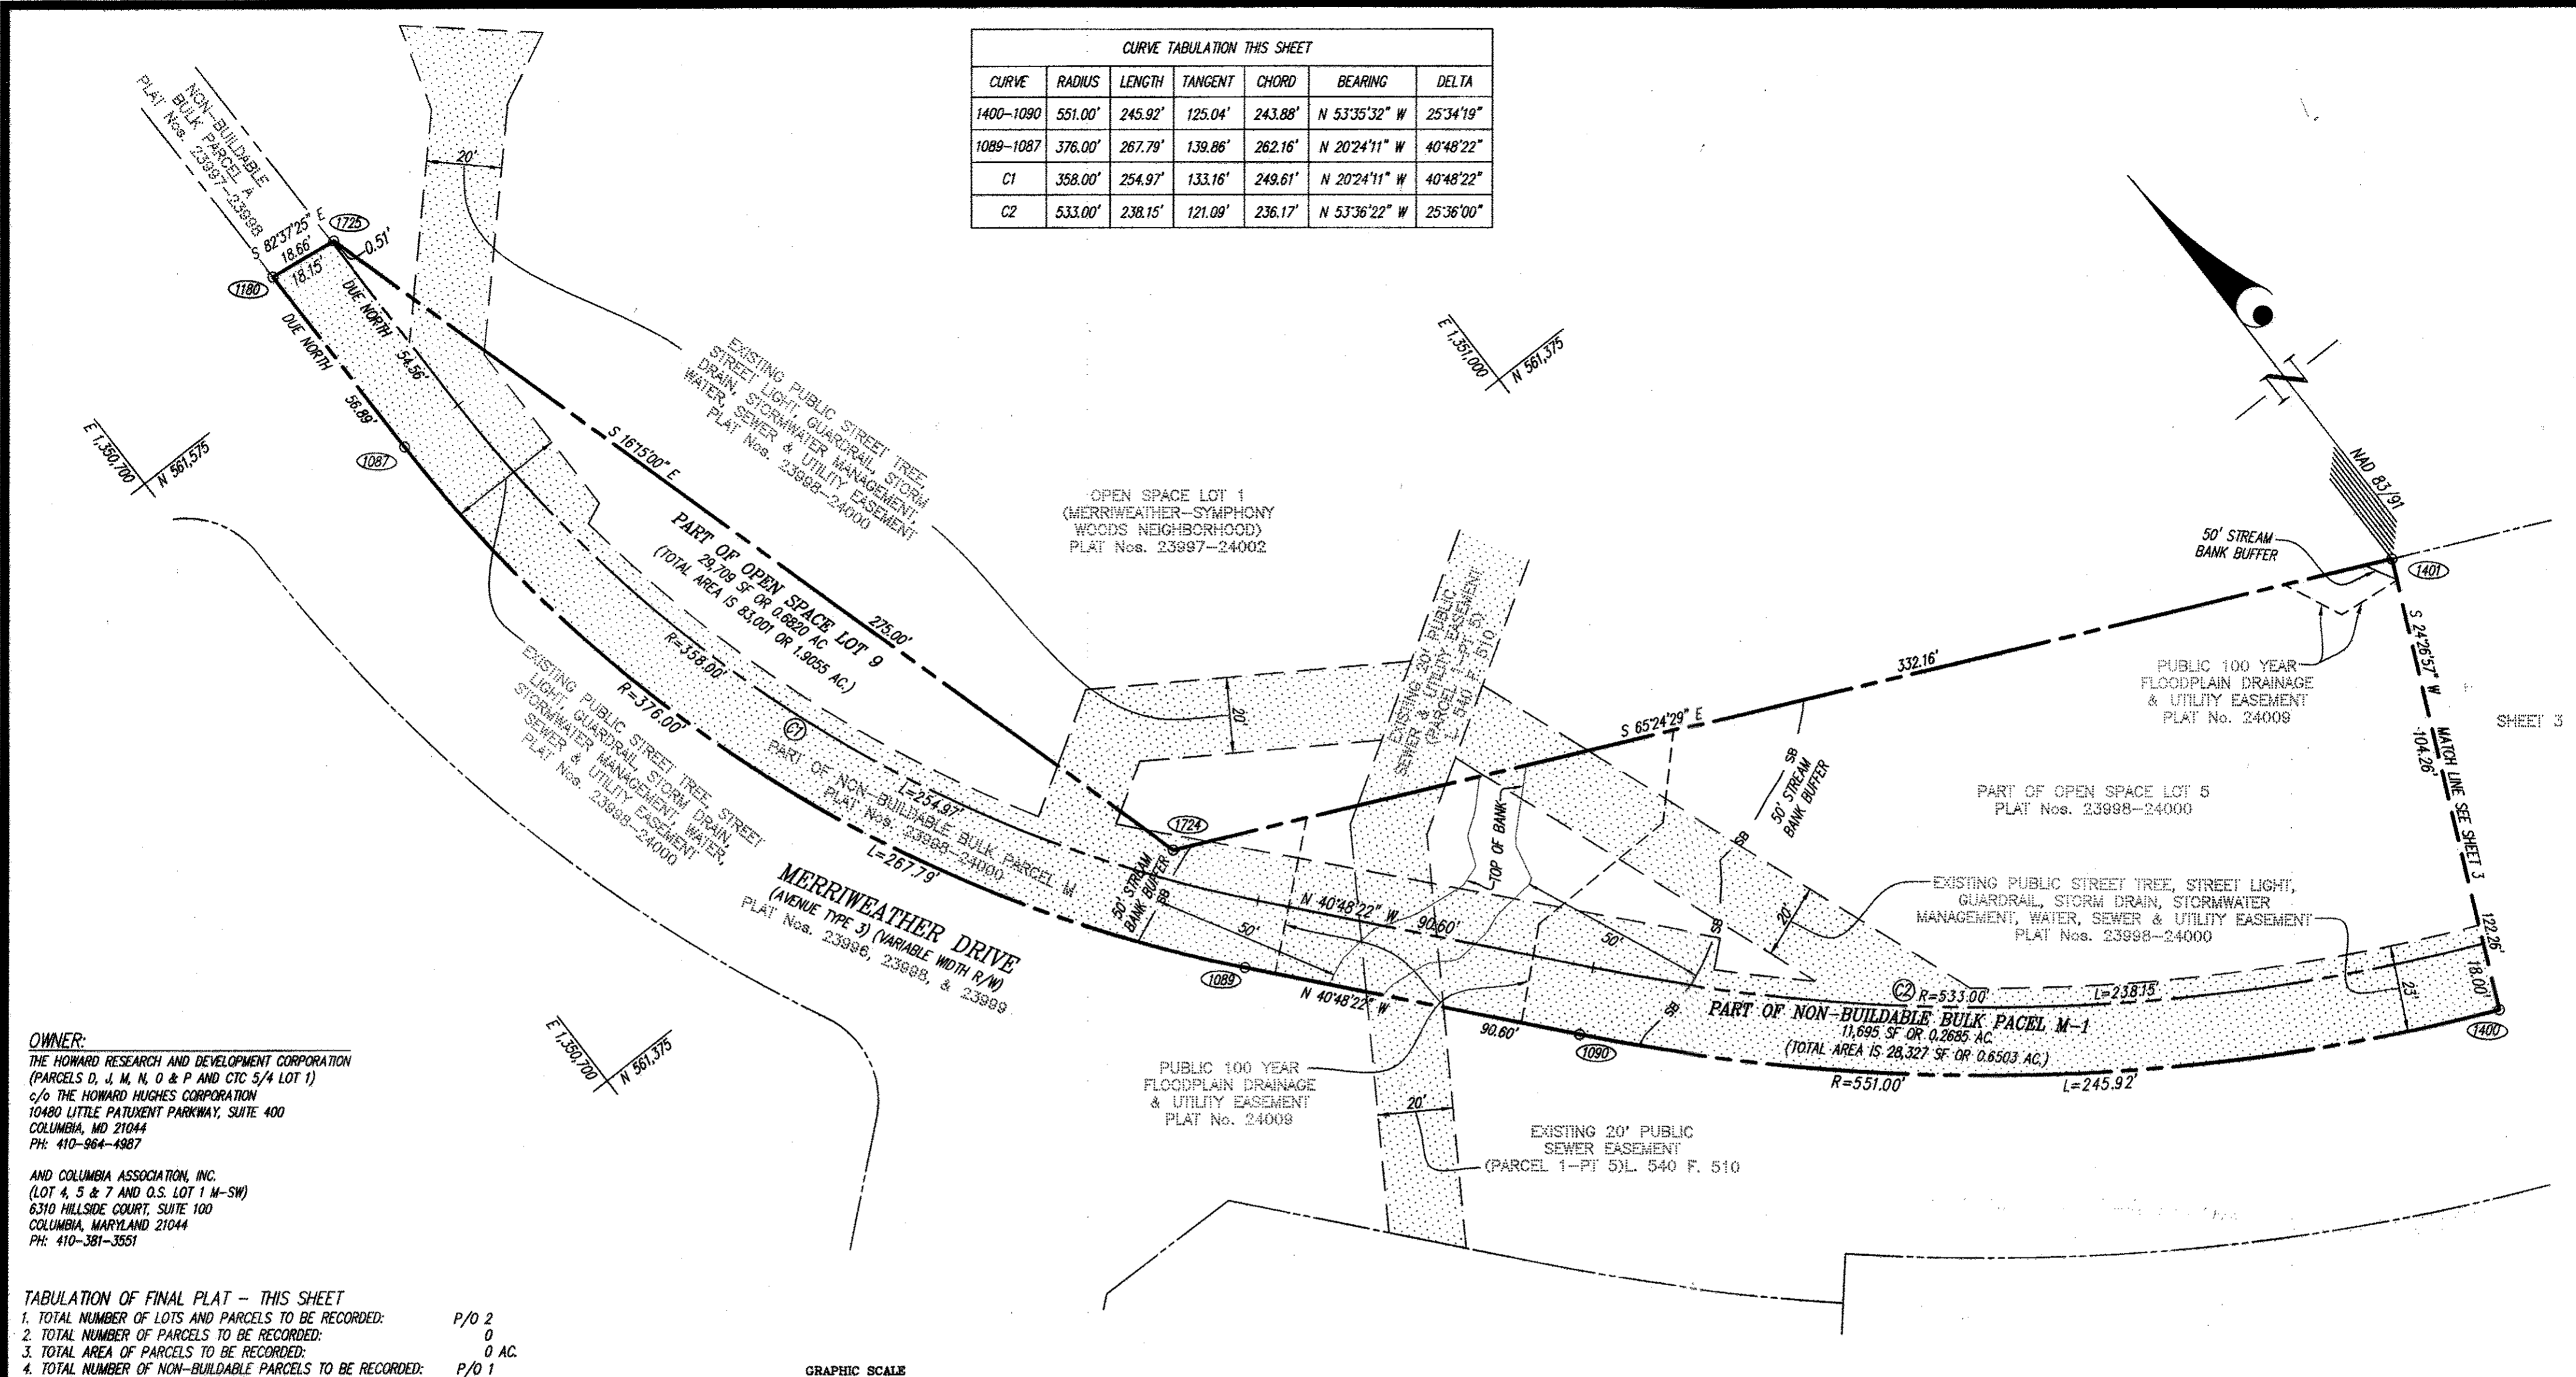 CURVE TABULATION THIS SHEET
CURVE RADIUS LENGTH TANGENT CHORD BEARING DELTA
1400-1090 551.00' 245.92' 125.04' 243.88' N 53°35'32" W 25°34'19"
1089-1087 376.00' 267.79' 139.86' 262.16' N 20°24'11" W 40°48'22"
C1 358.00' 254.97' 133.16' 249.61' N 20°24'11" W 40°48'22"
C2 533.00' 238.15' 121.09' 236.17' N 53°36'22" W 25°36'00"
NON-BUILDABLE
BULK PARCEL A
PLAT Nos. 23997-23998
S 82°37'25" E
18.66'
18.15'
1725
0.51'
1180
DUE NORTH
56.89'
DUE NORTH
54.56'
1087
20'
E 1,350,700
N 561,575
EXISTING PUBLIC STREET TREE,
STREET LIGHT, GUARDRAIL, STORM
DRAIN, STORMWATER MANAGEMENT,
WATER, SEWER & UTILITY EASEMENT
PLAT Nos. 23998-24000
S 16°15'00" E
275.00'
PART OF OPEN SPACE LOT 9
29,709 SF OR 0.6820 AC
(TOTAL AREA IS 83,001 OR 1.9055 AC.)
OPEN SPACE LOT 1
(MERRIWEATHER-SYMPHONY
WOODS NEIGHBORHOOD)
PLAT Nos. 23997-24002
E 1,351,000
N 561,375
N
NAD 83/91
50' STREAM
BANK BUFFER
1401
S 24°26'57" W
104.26'
MATCH LINE SEE SHEET 3
122.26'
18.00'
SHEET 3
PUBLIC 100 YEAR
FLOODPLAIN DRAINAGE
& UTILITY EASEMENT
PLAT No. 24009
332.16'
S 65°24'29" E
EXISTING 20' PUBLIC
SEWER & UTILITY EASEMENT
(PARCEL 1-PT 5)
L. 540 F. 510
20'
R=358.00'
C1
L=254.97'
R=376.00'
L=267.79'
PART OF NON-BUILDABLE BULK PARCEL M
PLAT Nos. 23998-24000
EXISTING PUBLIC STREET TREE, STREET
LIGHT, GUARDRAIL, STORM DRAIN,
STORMWATER MANAGEMENT, WATER,
SEWER & UTILITY EASEMENT
PLAT Nos. 23998-24000
MERRIWEATHER DRIVE
(AVENUE TYPE 3) (VARIABLE WIDTH R/W)
PLAT Nos. 23996, 23998, & 23999
1724
50' STREAM
BANK BUFFER
SB
50'
1089
N 40°48'22" W
90.60'
N 40°48'22" W
90.60'
1090
TOP OF BANK
50'
SB
SB
SB
SB
50' STREAM
BANK BUFFER
20'
PART OF OPEN SPACE LOT 5
PLAT Nos. 23998-24000
EXISTING PUBLIC STREET TREE, STREET LIGHT,
GUARDRAIL, STORM DRAIN, STORMWATER
MANAGEMENT, WATER, SEWER & UTILITY EASEMENT
PLAT Nos. 23998-24000
C2 R=533.00' L=238.15'
PART OF NON-BUILDABLE BULK PACEL M-1
11,695 SF OR 0.2685 AC.
(TOTAL AREA IS 28,327 SF OR 0.6503 AC.)
R=551.00' L=245.92'
23'
1400
E 1,350,700
N 561,375
PUBLIC 100 YEAR
FLOODPLAIN DRAINAGE
& UTILITY EASEMENT
PLAT No. 24009
20'
EXISTING 20' PUBLIC
SEWER EASEMENT
(PARCEL 1-PT 5)L. 540 F. 510
OWNER:
THE HOWARD RESEARCH AND DEVELOPMENT CORPORATION
(PARCELS D, J, M, N, O & P AND CTC 5/4 LOT 1)
c/o THE HOWARD HUGHES CORPORATION
10480 LITTLE PATUXENT PARKWAY, SUITE 400
COLUMBIA, MD 21044
PH: 410-964-4987
AND COLUMBIA ASSOCIATION, INC.
(LOT 4, 5 & 7 AND O.S. LOT 1 M-SW)
6310 HILLSIDE COURT, SUITE 100
COLUMBIA, MARYLAND 21044
PH: 410-381-3551
TABULATION OF FINAL PLAT - THIS SHEET
1. TOTAL NUMBER OF LOTS AND PARCELS TO BE RECORDED: P/O 2
2. TOTAL NUMBER OF PARCELS TO BE RECORDED: 0
3. TOTAL AREA OF PARCELS TO BE RECORDED: 0 AC.
4. TOTAL NUMBER OF NON-BUILDABLE PARCELS TO BE RECORDED: P/O 1
GRAPHIC SCALE